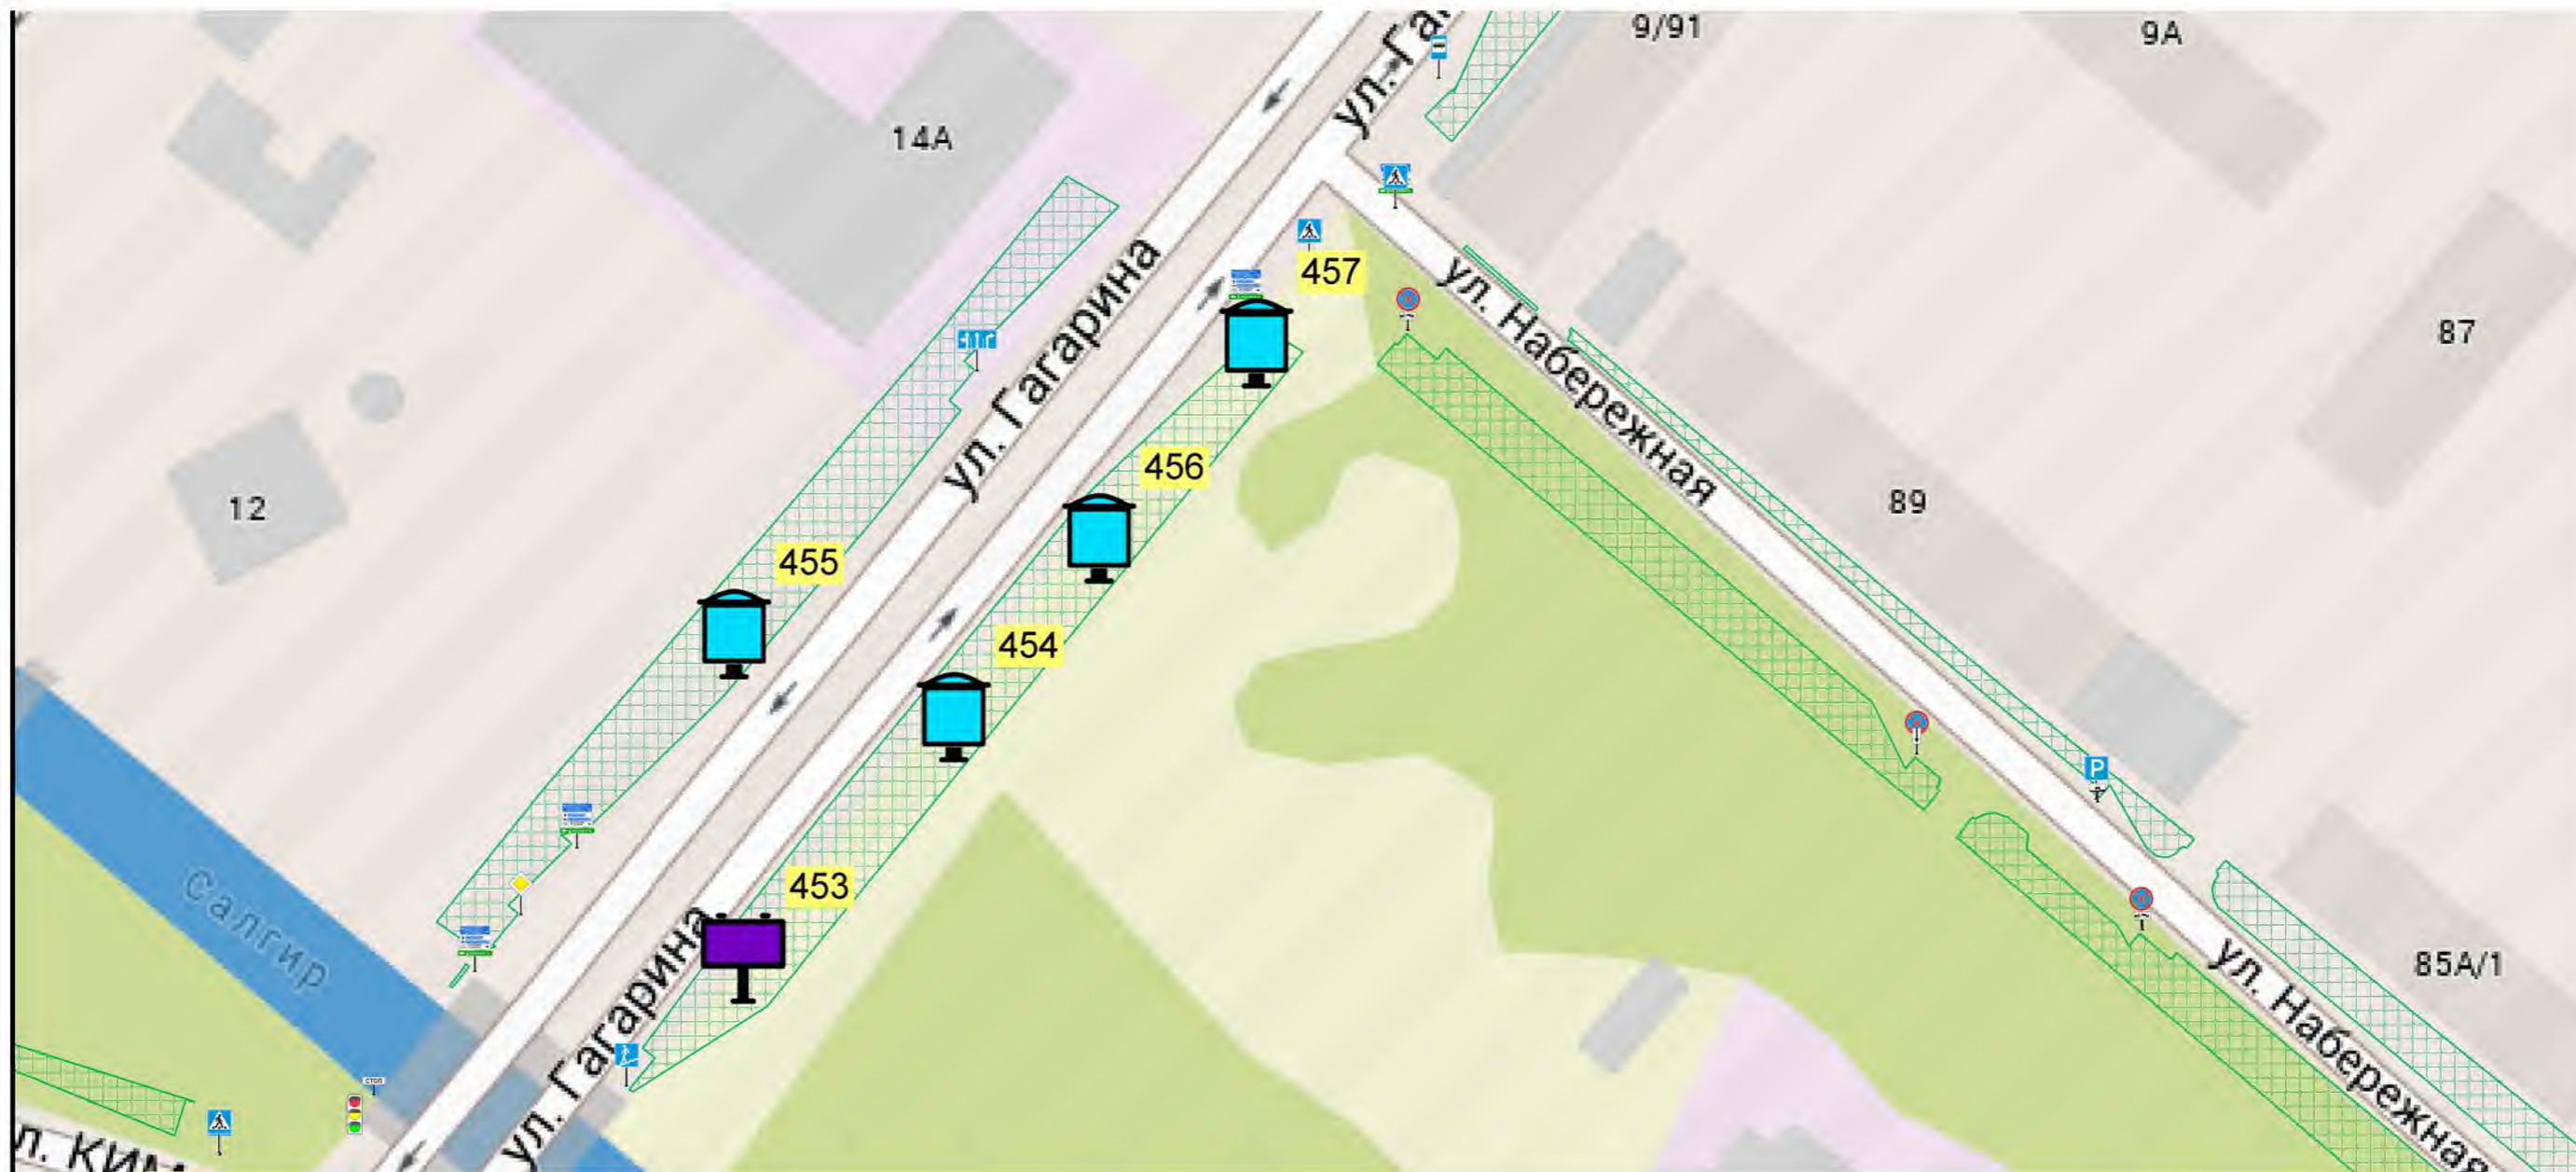 9/91
9А
ул. Га
14А
457
ул. Гагарина
ул. Набережная
87
456
12
89
455
454
P
453
Салгир
ул. Гагарина
85А/1
ул. Набережная
стоп
л. КИМ